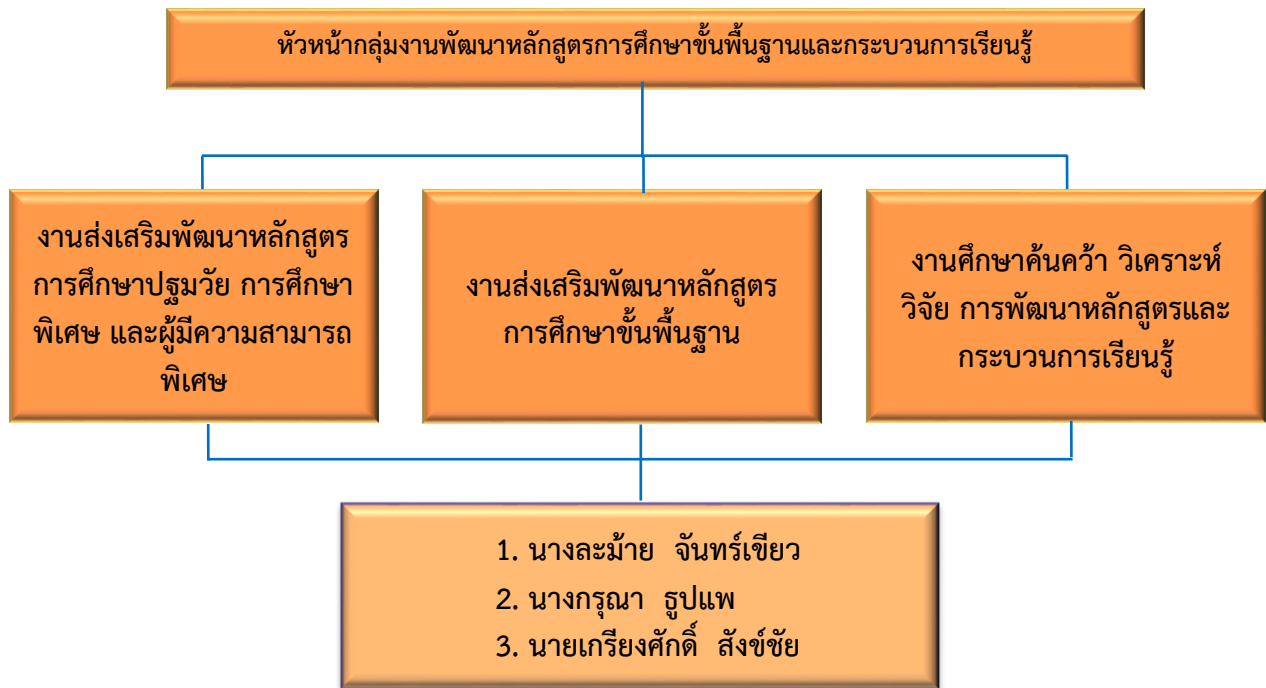 หัวหน้ากลุ่มงานพัฒนาหลักสูตรการศึกษาขั้นพื้นฐานและกระบวนการเรียนรู้
งานส่งเสริมพัฒนาหลักสูตร
การศึกษาปฐมวัย การศึกษา
พิเศษ และผู้มีความสามารถ
พิเศษ
งานส่งเสริมพัฒนาหลักสูตร
การศึกษาขั้นพื้นฐาน
งานศึกษาค้นคว้า วิเคราะห์
วิจัย การพัฒนาหลักสูตรและ
กระบวนการเรียนรู้
1. นางละม้าย จันทร์เขียว
2. นางกรุณา ธูปแพ
3. นายเกรียงศักดิ์ สังข์ชัย